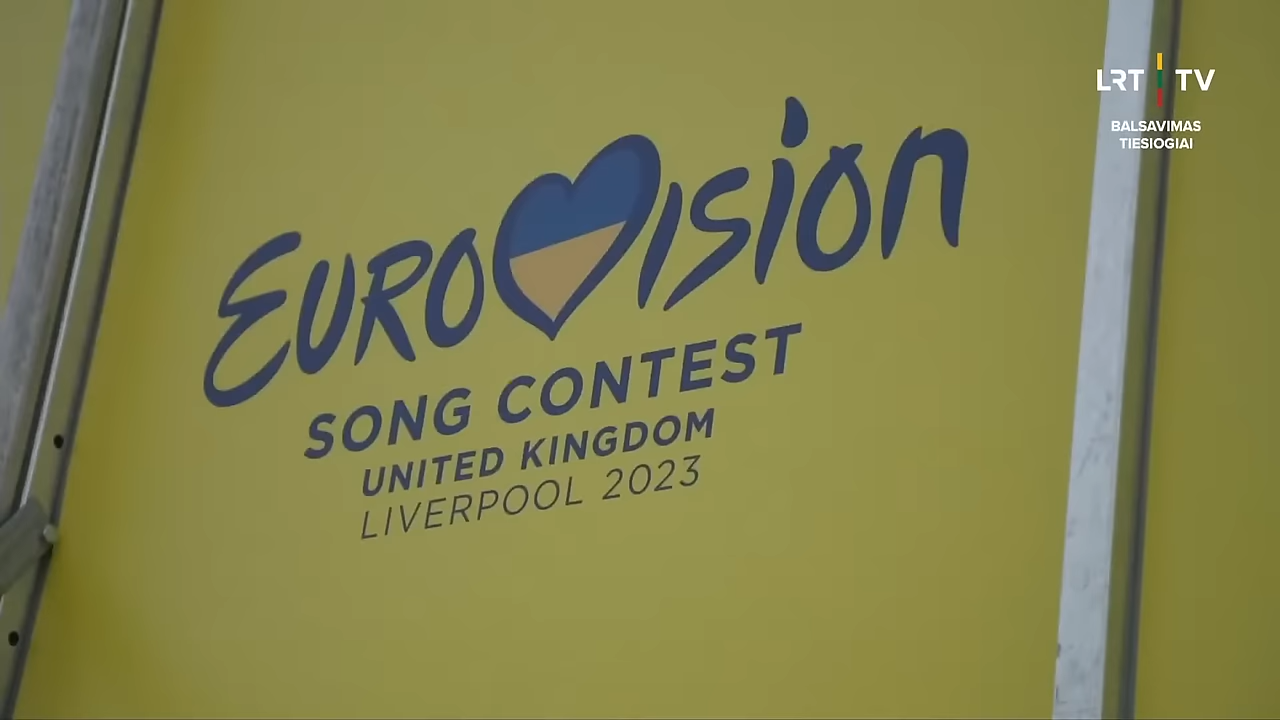 LRT TV
BALSAVIMAS
TIESIOGIAI
EUROVISION
SONG CONTEST
UNITED KINGDOM
LIVERPOOL 2023